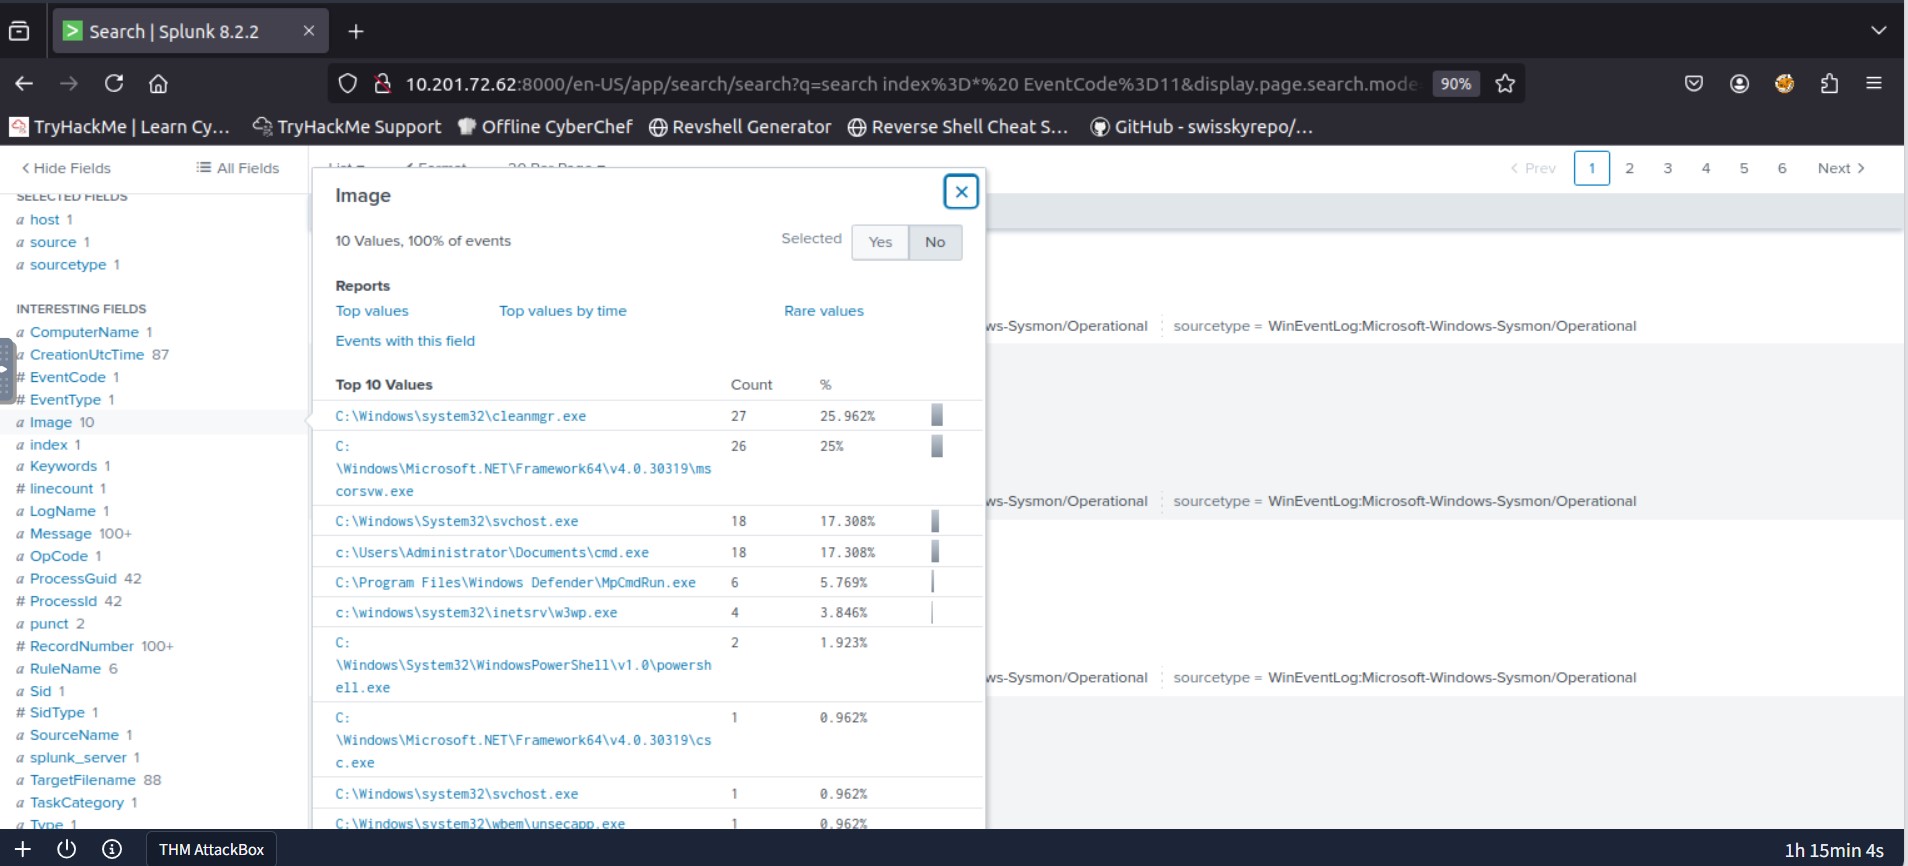 Search | Splunk 8.2.2
10.201.72.62:8000/en-US/app/search/search?q=search index%3D*%20 EventCode%3D11&display.page.search.mode
90%
TryHackMe | Learn Cy...
TryHackMe Support
Offline CyberChef
Revshell Generator
Reverse Shell Cheat S...
GitHub - swisskyrepo/...
Hide Fields
All Fields
List
Format
20 Per Page
Prev
1
2
3
4
5
6
Next
SELECTED FIELDS
a host 1
a source 1
a sourcetype 1
INTERESTING FIELDS
a ComputerName 1
a CreationUtcTime 87
# EventCode 1
# EventType 1
a Image 10
a index 1
a Keywords 1
# linecount 1
a LogName 1
a Message 100+
a OpCode 1
a ProcessGuid 42
# ProcessId 42
a punct 2
# RecordNumber 100+
a RuleName 6
a Sid 1
# SidType 1
a SourceName 1
a splunk_server 1
a TargetFilename 88
a TaskCategory 1
a Type 1
Image
10 Values, 100% of events
Selected
Yes
No
Reports
Top values
Top values by time
Rare values
Events with this field
Top 10 Values Count %
C:\Windows\system32\cleanmgr.exe 27 25.962%
C: 26 25%
\Windows\Microsoft.NET\Framework64\v4.0.30319\ms
corsvw.exe
C:\Windows\System32\svchost.exe 18 17.308%
c:\Users\Administrator\Documents\cmd.exe 18 17.308%
C:\Program Files\Windows Defender\MpCmdRun.exe 6 5.769%
c:\windows\system32\inetsrv\w3wp.exe 4 3.846%
C: 2 1.923%
\Windows\System32\WindowsPowerShell\v1.0\powersh
ell.exe
C: 1 0.962%
\Windows\Microsoft.NET\Framework64\v4.0.30319\cs
c.exe
C:\Windows\system32\svchost.exe 1 0.962%
C:\Windows\system32\wbem\unsecapp.exe 1 0.962%
ws-Sysmon/Operational sourcetype = WinEventLog:Microsoft-Windows-Sysmon/Operational
ws-Sysmon/Operational sourcetype = WinEventLog:Microsoft-Windows-Sysmon/Operational
ws-Sysmon/Operational sourcetype = WinEventLog:Microsoft-Windows-Sysmon/Operational
THM AttackBox
1h 15min 4s